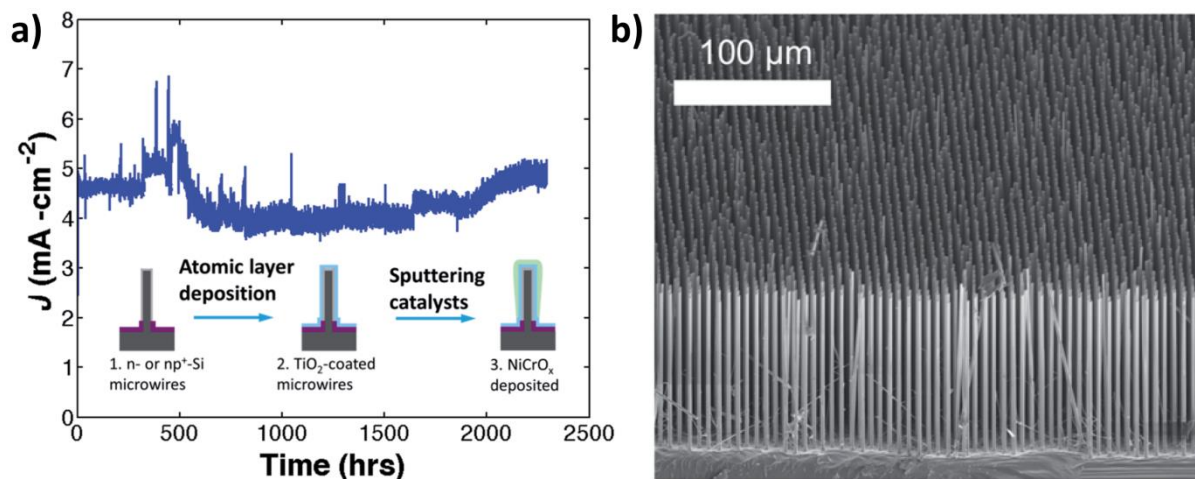 a)
8
7
6
5
4
3
2
1
0
J (mA -cm⁻²)
Atomic layer
deposition
Sputtering
catalysts
1. n- or np⁺-Si
microwires
2. TiO₂-coated
microwires
3. NiCrOₓ
deposited
0 500 1000 1500 2000 2500
Time (hrs)
b)
100 µm